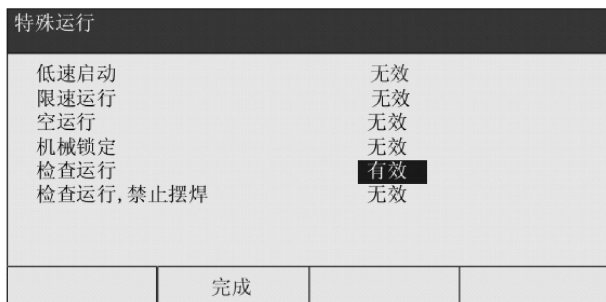 特殊运行
低速启动 无效
限速运行 无效
空运行 无效
机械锁定 无效
检查运行 有效
检查运行,禁止摆焊 无效
完成